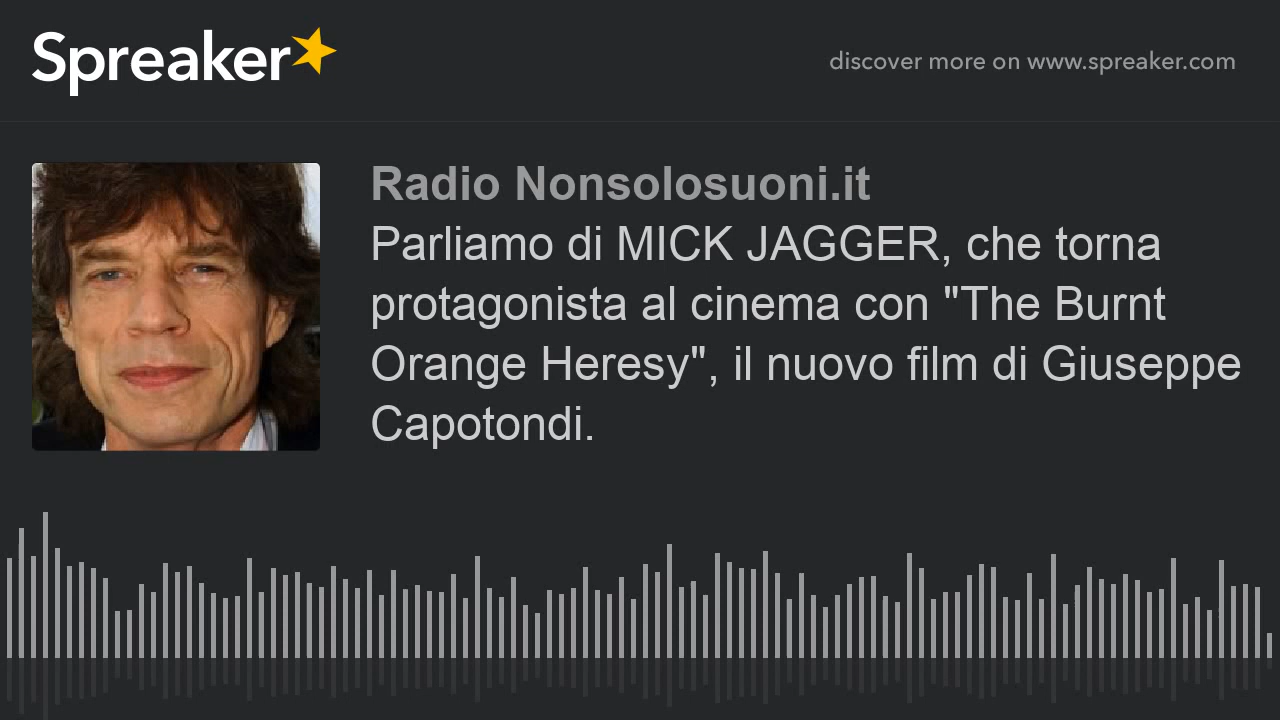 Spreaker
discover more on www.spreaker.com
Radio Nonsolosuoni.it
Parliamo di MICK JAGGER, che torna
protagonista al cinema con "The Burnt
Orange Heresy", il nuovo film di Giuseppe
Capotondi.